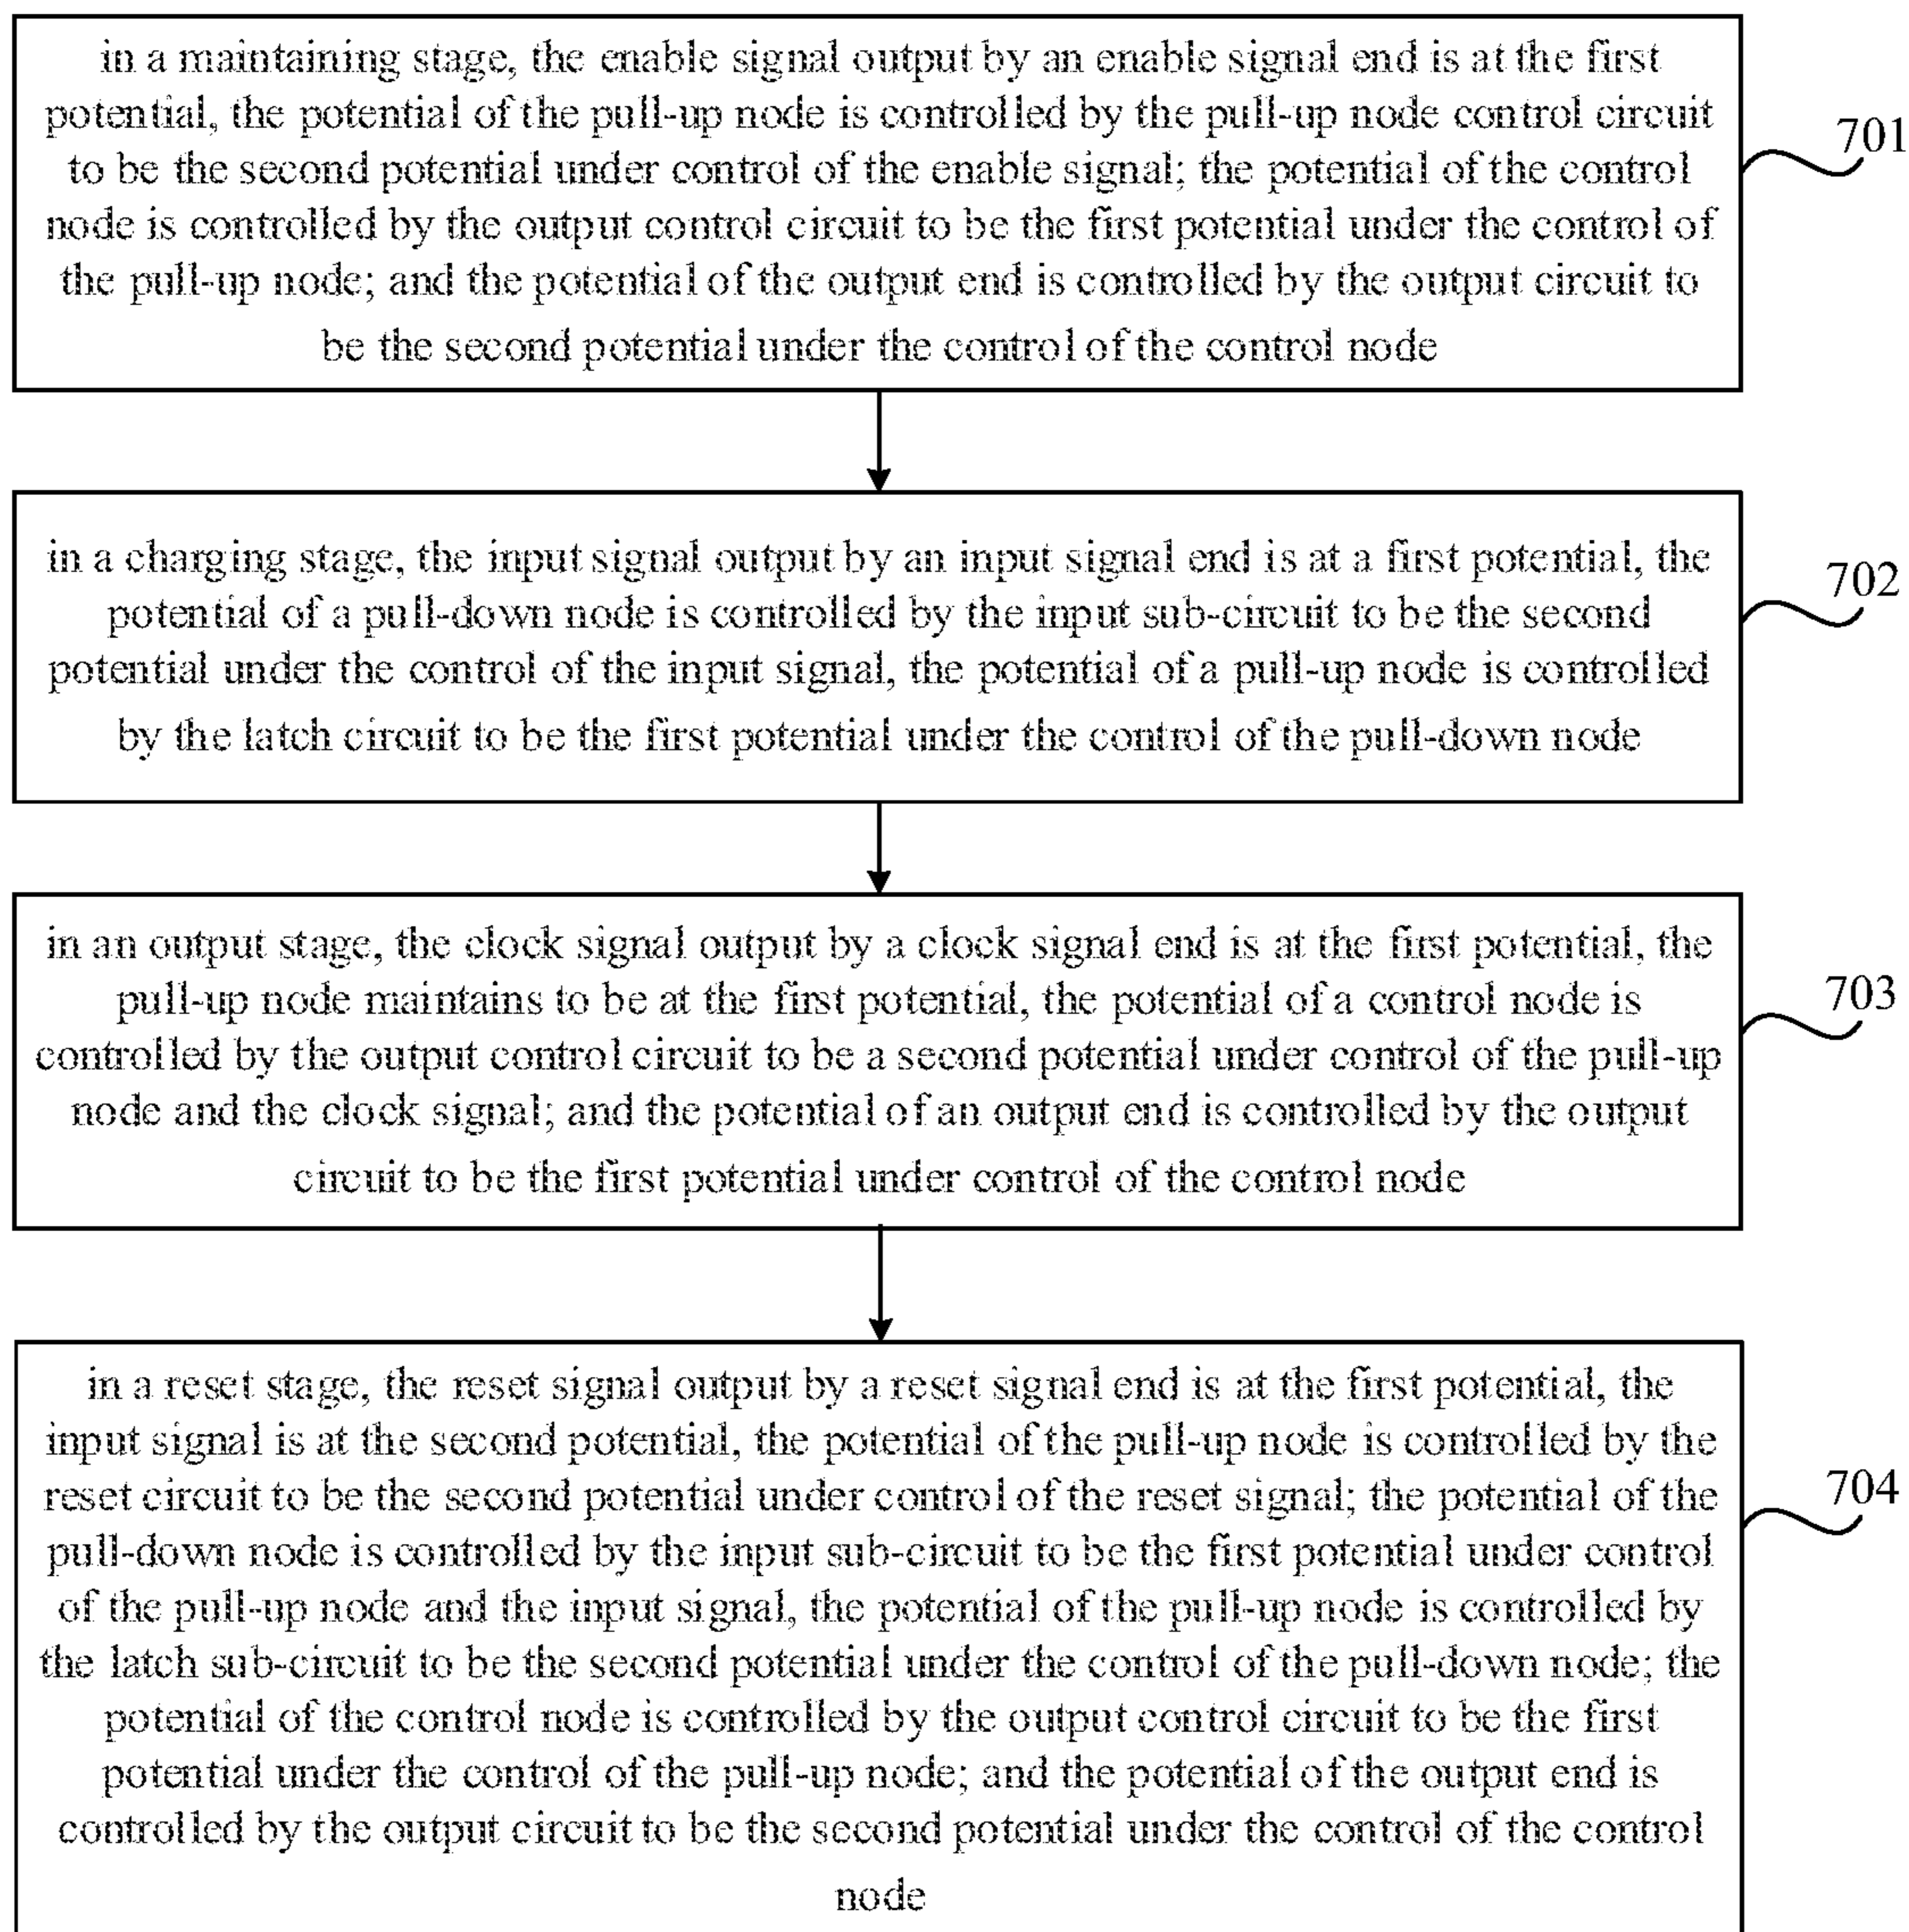 in a maintaining stage, the enable signal output by an enable signal end is at the first
potential, the potential of the pull-up node is controlled by the pull-up node control circuit
to be the second potential under control of the enable signal; the potential of the control
node is controlled by the output control circuit to be the first potential under the control of
the pull-up node; and the potential of the output end is controlled by the output circuit to
be the second potential under the control of the control node
701
in a charging stage, the input signal output by an input signal end is at a first potential, the
potential of a pull-down node is controlled by the input sub-circuit to be the second
potential under the control of the input signal, the potential of a pull-up node is controlled
by the latch circuit to be the first potential under the control of the pull-down node
702
in an output stage, the clock signal output by a clock signal end is at the first potential, the
pull-up node maintains to be at the first potential, the potential of a control node is
controlled by the output control circuit to be a second potential under control of the pull-up
node and the clock signal; and the potential of an output end is controlled by the output
circuit to be the first potential under control of the control node
703
in a reset stage, the reset signal output by a reset signal end is at the first potential, the
input signal is at the second potential, the potential of the pull-up node is controlled by the
reset circuit to be the second potential under control of the reset signal; the potential of the
pull-down node is controlled by the input sub-circuit to be the first potential under control
of the pull-up node and the input signal, the potential of the pull-up node is controlled by
the latch sub-circuit to be the second potential under the control of the pull-down node; the
potential of the control node is controlled by the output control circuit to be the first
potential under the control of the pull-up node; and the potential of the output end is
controlled by the output circuit to be the second potential under the control of the control
node
704